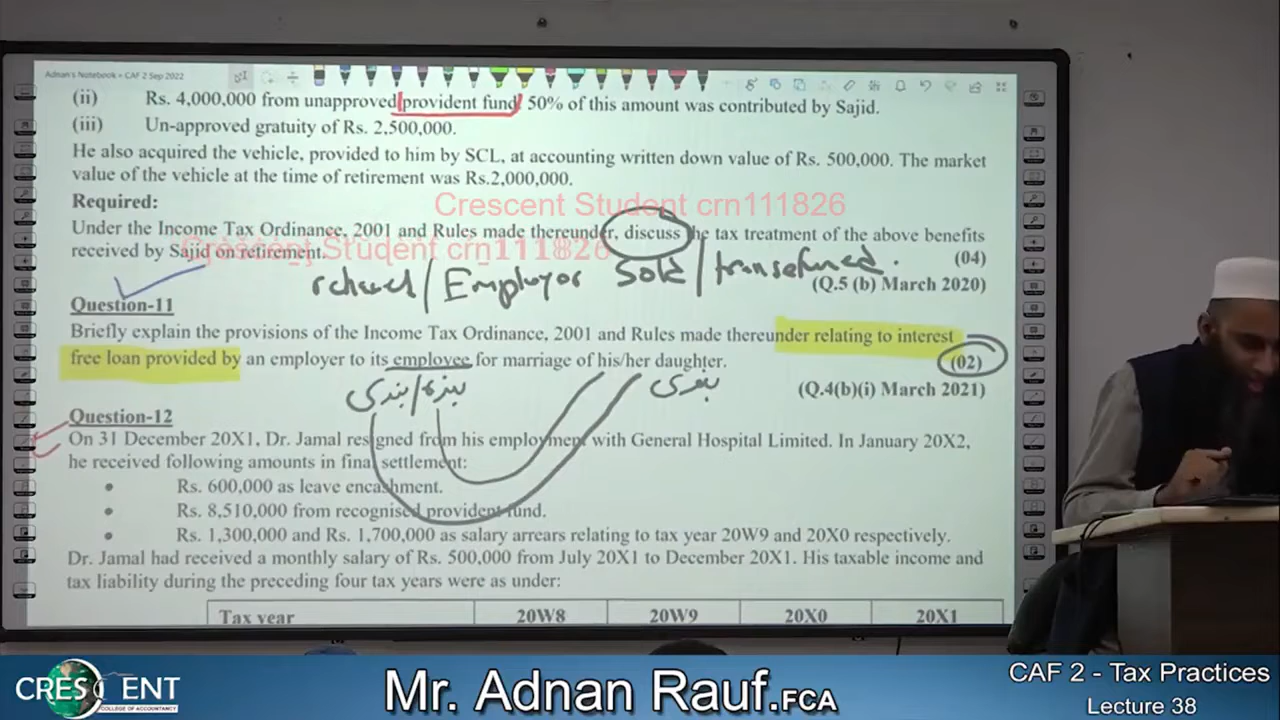 Adnan's Notebook » CAF 2 Sep 2022
(ii) Rs. 4,000,000 from unapproved provident fund. 50% of this amount was contributed by Sajid.
(iii) Un-approved gratuity of Rs. 2,500,000.
He also acquired the vehicle, provided to him by SCL, at accounting written down value of Rs. 500,000. The market
value of the vehicle at the time of retirement was Rs.2,000,000.
Required:
Crescent Student crn111826
Under the Income Tax Ordinance, 2001 and Rules made thereunder, discuss the tax treatment of the above benefits
received by Sajid on retirement. (04)
Crescent Student crn111826
Employer Sold /
(Q.5 (b) March 2020)
Question-11
Briefly explain the provisions of the Income Tax Ordinance, 2001 and Rules made thereunder relating to interest
free loan provided by an employer to its employee for marriage of his/her daughter. (02)
(Q.4(b)(i) March 2021)
Question-12
On 31 December 20X1, Dr. Jamal resigned from his employment with General Hospital Limited. In January 20X2,
he received following amounts in final settlement:
• Rs. 600,000 as leave encashment.
• Rs. 8,510,000 from recognised provident fund.
• Rs. 1,300,000 and Rs. 1,700,000 as salary arrears relating to tax year 20W9 and 20X0 respectively.
Dr. Jamal had received a monthly salary of Rs. 500,000 from July 20X1 to December 20X1. His taxable income and
tax liability during the preceding four tax years were as under:
Tax year 20W8 20W9 20X0 20X1
CRESCENT
COLLEGE OF ACCOUNTANCY
Mr. Adnan Rauf.FCA
CAF 2 - Tax Practices
Lecture 38